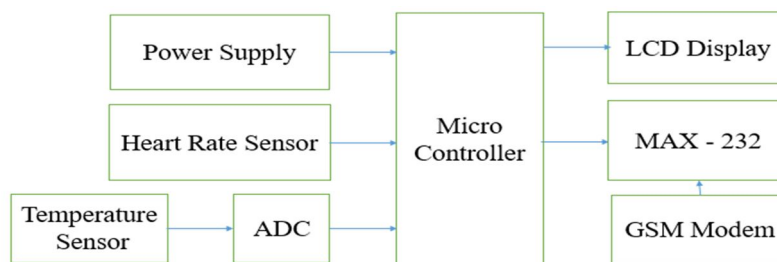 Power Supply
Heart Rate Sensor
Temperature
Sensor
ADC
Micro
Controller
LCD Display
MAX - 232
GSM Modem